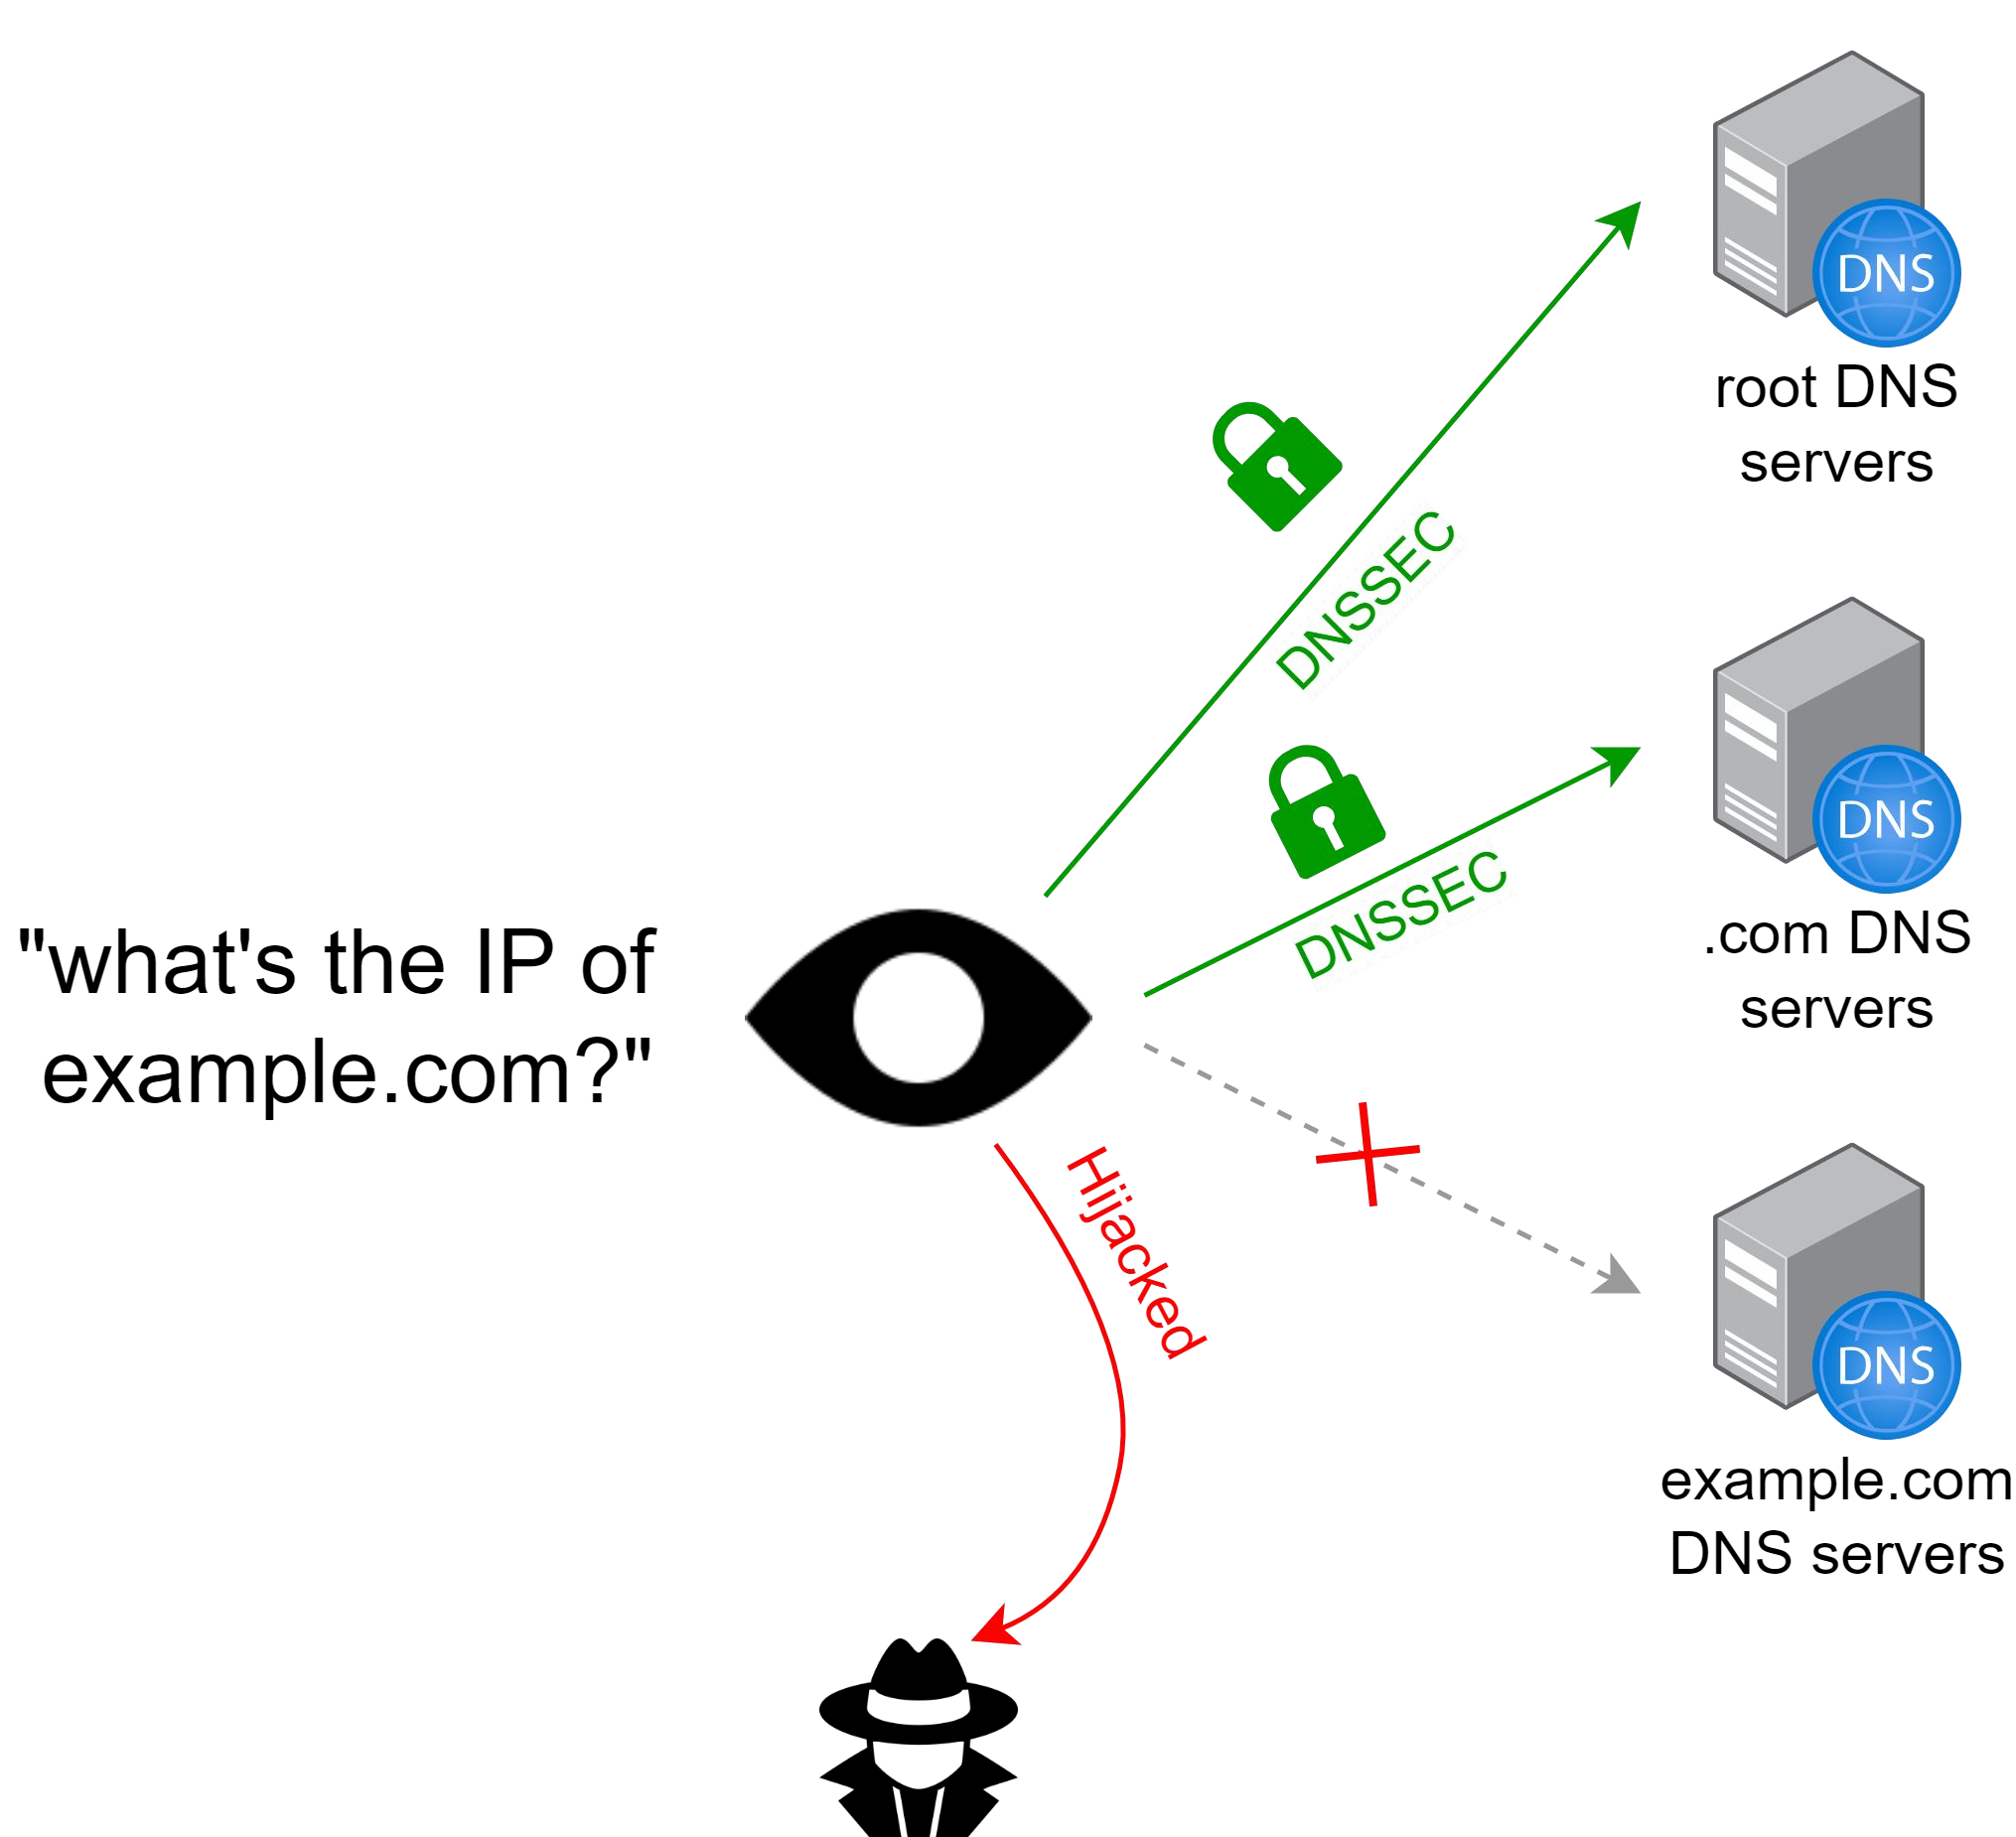 DNS
root DNS
servers
DNSSEC
DNS
.com DNS
servers
DNSSEC
"what's the IP of
example.com?"
Hijacked
DNS
example.com
DNS servers